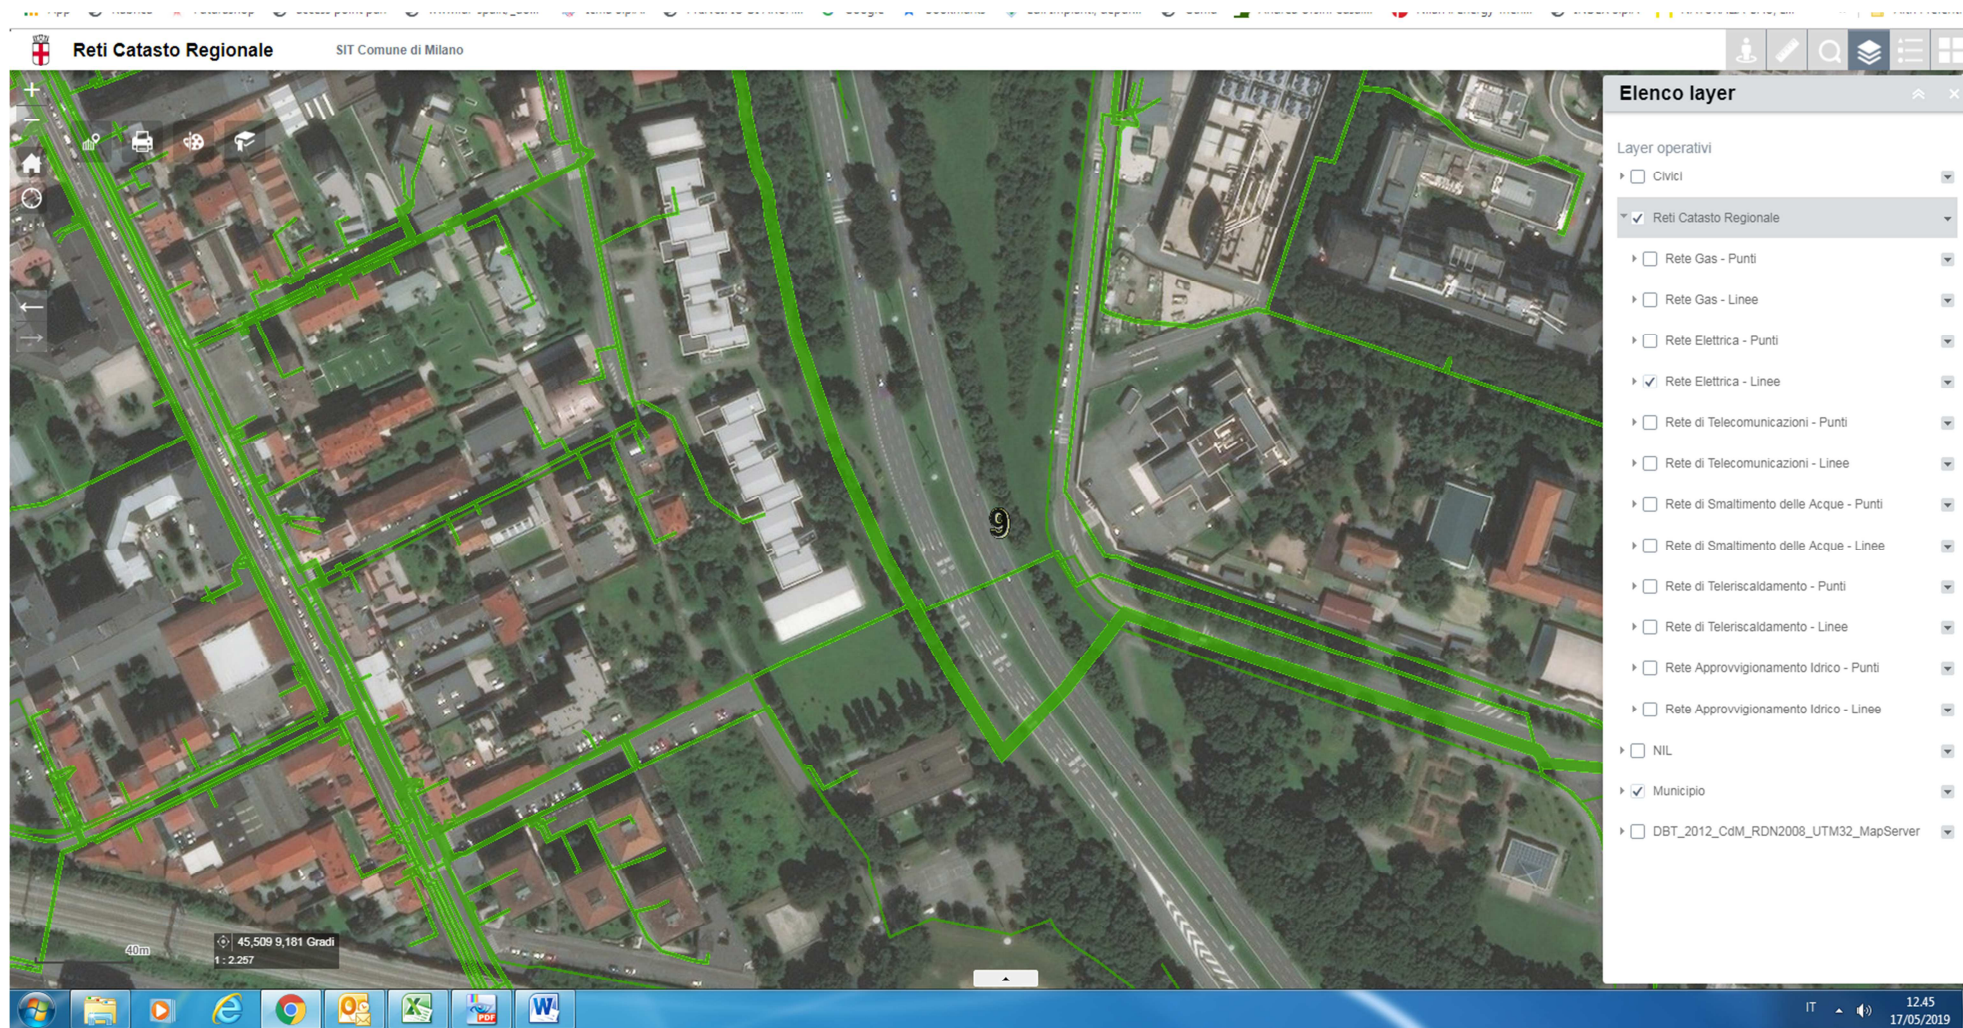 Reti Catasto Regionale
SIT Comune di Milano
Elenco layer
Layer operativi
Civici
Reti Catasto Regionale
Rete Gas - Punti
Rete Gas - Linee
Rete Elettrica - Punti
Rete Elettrica - Linee
Rete di Telecomunicazioni - Punti
Rete di Telecomunicazioni - Linee
Rete di Smaltimento delle Acque - Punti
Rete di Smaltimento delle Acque - Linee
Rete di Teleriscaldamento - Punti
Rete di Teleriscaldamento - Linee
Rete Approvvigionamento Idrico - Punti
Rete Approvvigionamento Idrico - Linee
NIL
Municipio
DBT_2012_CdM_RDN2008_UTM32_MapServer
9
40m
45,509 9,181 Gradi
1 : 2.257
PDF
IT
12.45
17/05/2019